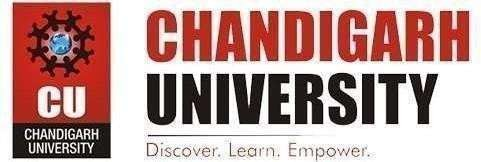 CU
CHANDIGARH
UNIVERSITY
CHANDIGARH
UNIVERSITY
Discover. Learn. Empower.